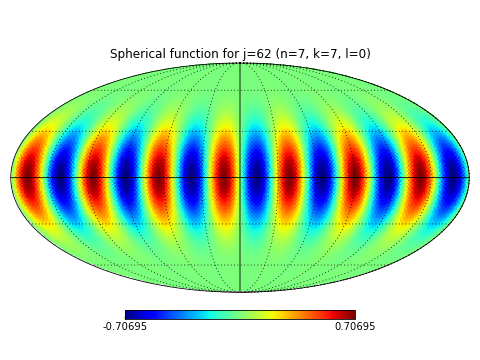 Spherical function for j=62 (n=7, k=7, l=0)
-0.70695 0.70695